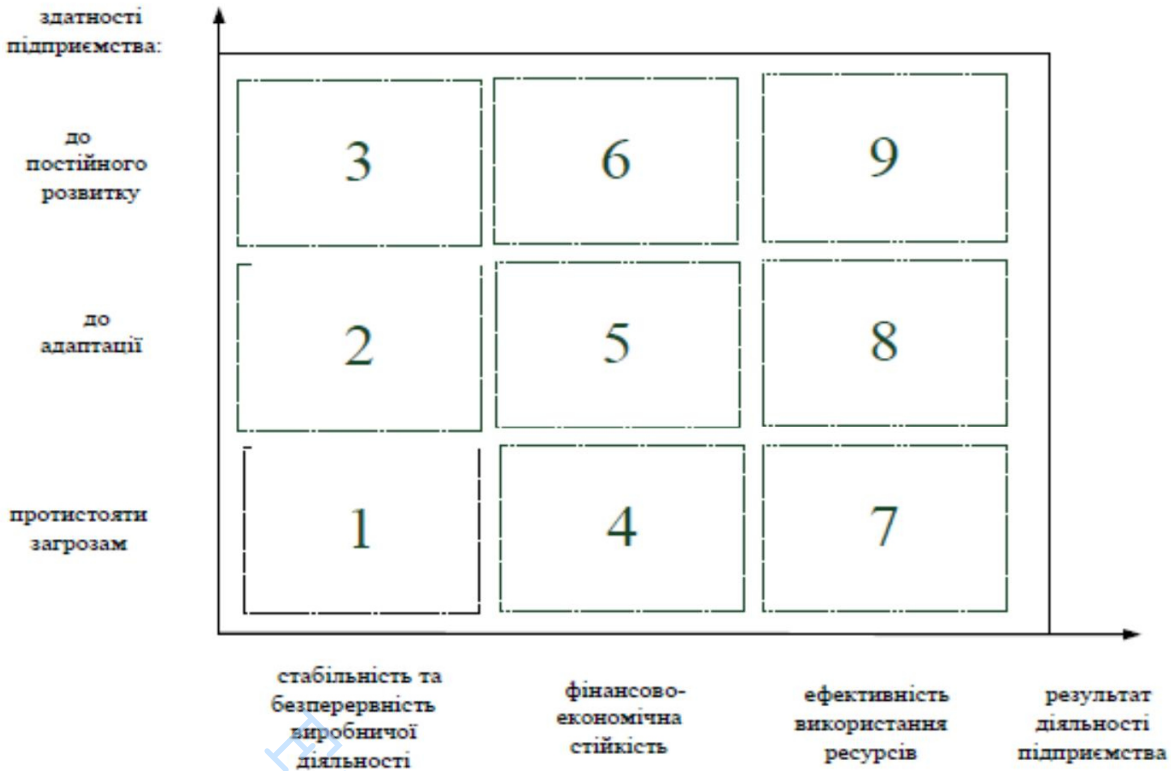 здатності
підприємства:
до
постійного
розвитку
3
6
9
до
адаптації
2
5
8
протистояти
загрозам
1
4
7
стабільність та
безперервність
виробничої
діяльності
фінансово-
економічна
стійкість
ефективність
використання
ресурсів
результат
діяльності
підприємства